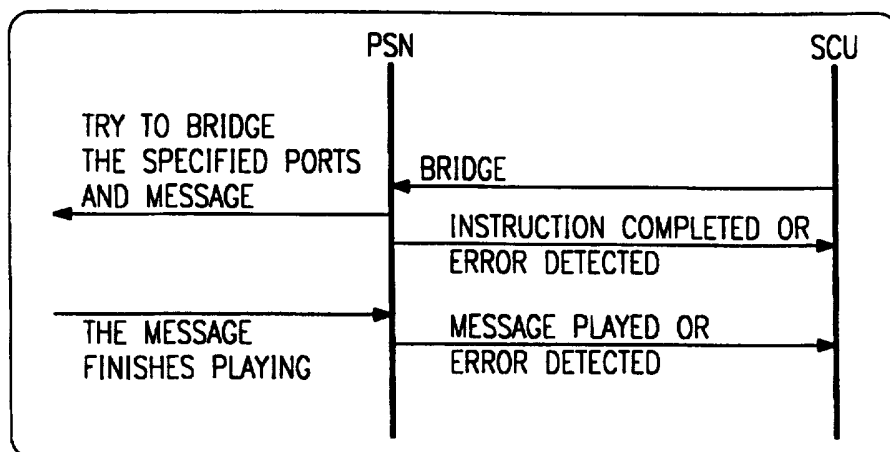 PSN
SCU
TRY TO BRIDGE
THE SPECIFIED PORTS
AND MESSAGE
BRIDGE
INSTRUCTION COMPLETED OR
ERROR DETECTED
THE MESSAGE
FINISHES PLAYING
MESSAGE PLAYED OR
ERROR DETECTED